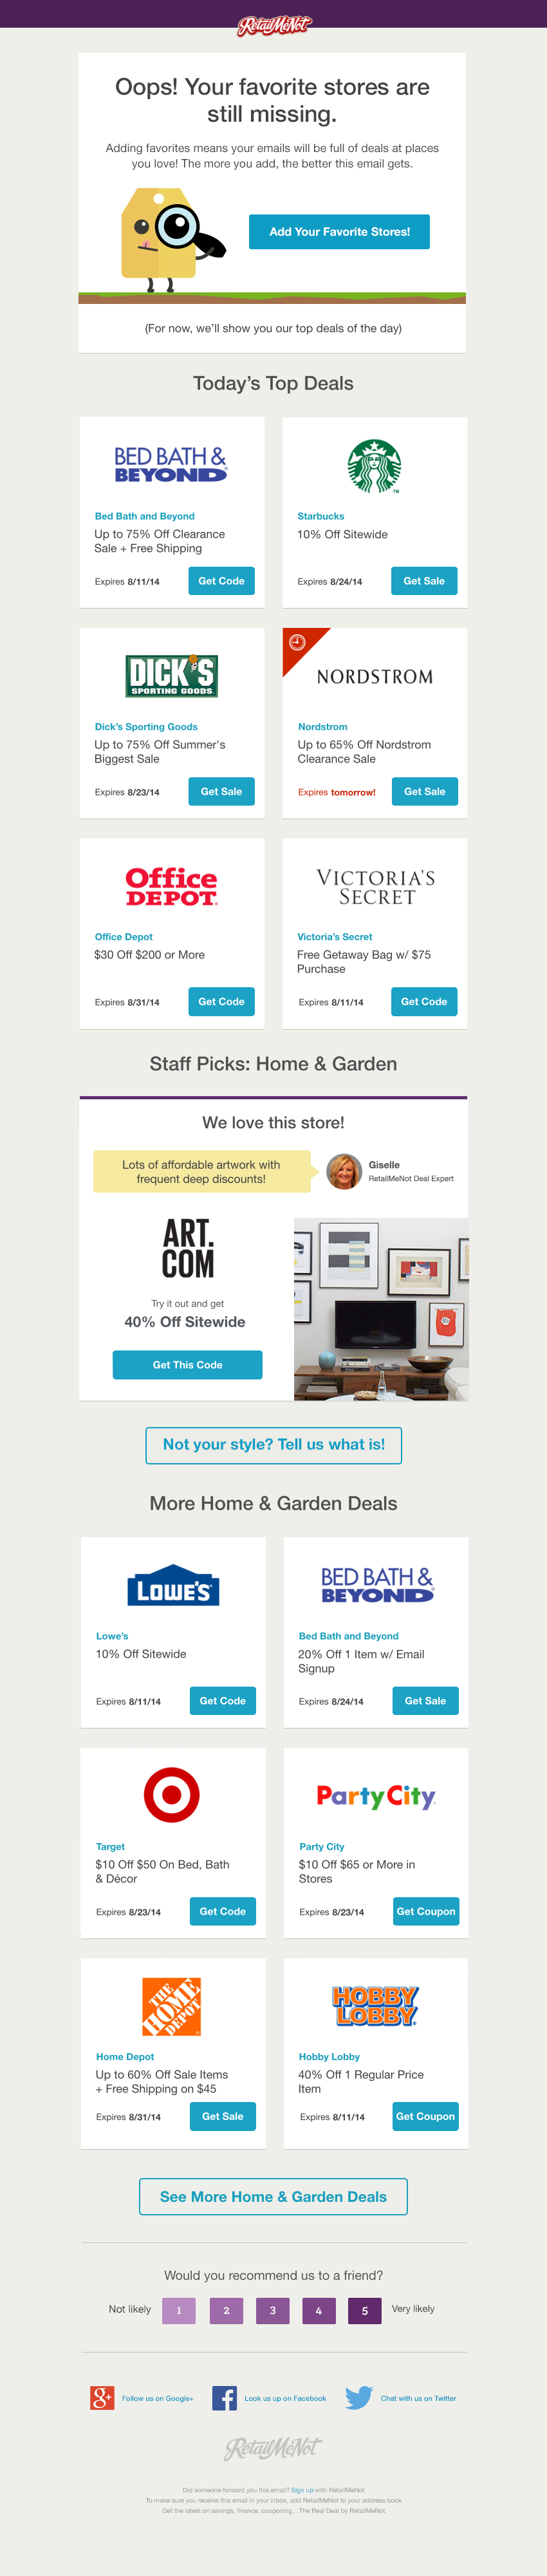 RetailMeNot
Oops! Your favorite stores are
still missing.
Adding favorites means your emails will be full of deals at places
you love! The more you add, the better this email gets.
Add Your Favorite Stores!
(For now, we'll show you our top deals of the day)
Today's Top Deals
BED BATH &
BEYOND®
Bed Bath and Beyond
Up to 75% Off Clearance
Sale + Free Shipping
Expires 8/11/14
Get Code
TM
Starbucks
10% Off Sitewide
Expires 8/24/14
Get Sale
DICK'S
SPORTING GOODS
Dick's Sporting Goods
Up to 75% Off Summer's
Biggest Sale
Expires 8/23/14
Get Sale
NORDSTROM
Nordstrom
Up to 65% Off Nordstrom
Clearance Sale
Expires tomorrow!
Get Sale
Office
DEPOT.
Office Depot
$30 Off $200 or More
Expires 8/31/14
Get Code
VICTORIA'S
SECRET
Victoria's Secret
Free Getaway Bag w/ $75
Purchase
Expires 8/11/14
Get Code
Staff Picks: Home & Garden
We love this store!
Lots of affordable artwork with
frequent deep discounts!
Giselle
RetailMeNot Deal Expert
ART.
COM
Try it out and get
40% Off Sitewide
Get This Code
Not your style? Tell us what is!
More Home & Garden Deals
LOWE'S
Lowe's
10% Off Sitewide
Expires 8/11/14
Get Code
BED BATH &
BEYOND®
Bed Bath and Beyond
20% Off 1 Item w/ Email
Signup
Expires 8/24/14
Get Sale
Target
$10 Off $50 On Bed, Bath
& Décor
Expires 8/23/14
Get Code
PartyCity
Party City
$10 Off $65 or More in
Stores
Expires 8/23/14
Get Coupon
THE
HOME
DEPOT
Home Depot
Up to 60% Off Sale Items
+ Free Shipping on $45
Expires 8/31/14
Get Sale
HOBBY
LOBBY
Hobby Lobby
40% Off 1 Regular Price
Item
Expires 8/11/14
Get Coupon
See More Home & Garden Deals
Would you recommend us to a friend?
Not likely 1 2 3 4 5 Very likely
g+ Follow us on Google+
f Look us up on Facebook
Chat with us on Twitter
RetailMeNot
Did someone forward you this email? Sign up with RetailMeNot
To make sure you receive this email in your inbox, add RetailMeNot to your address book
Get the latest on savings, finance, couponing... The Real Deal by RetailMeNot